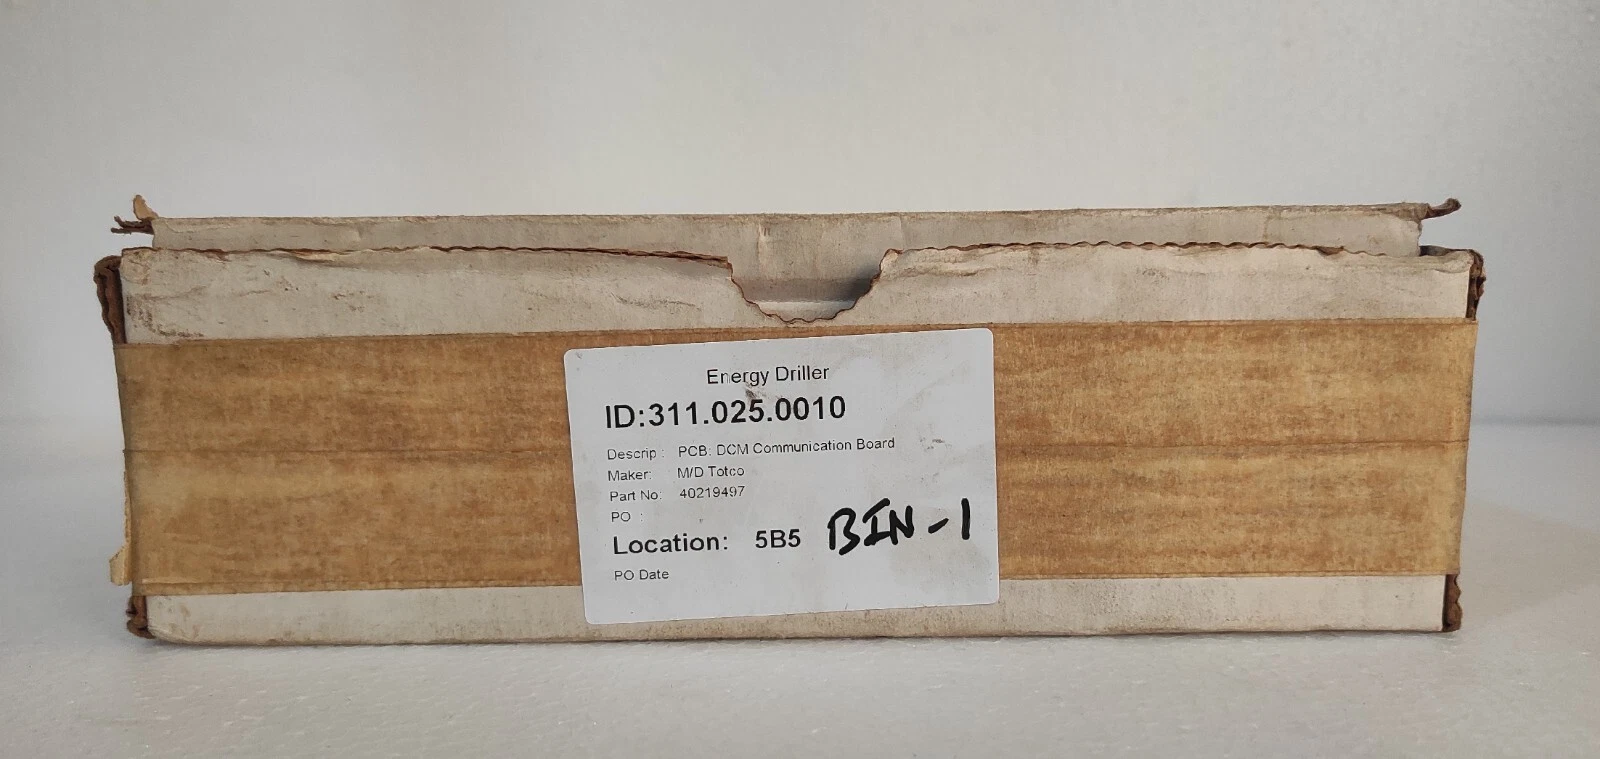 Energy Driller
ID:311.025.0010
Descrip : PCB: DCM Communication Board
Maker: M/D Totco
Part No: 40219497
PO :
Location: 5B5 BIN-1
PO Date